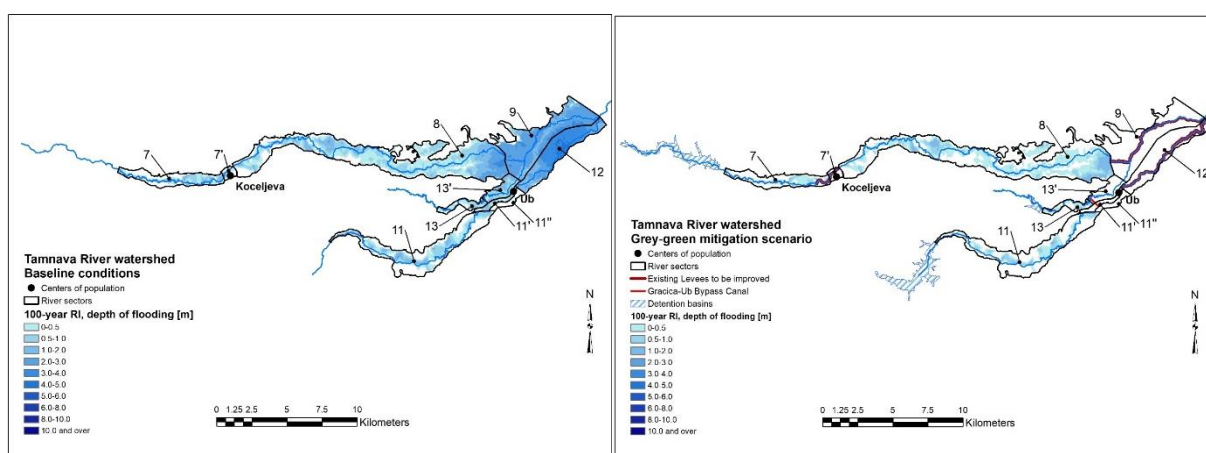 7
7'
Koceljeva
8
9
12
13'
Ub
13
11'
11''
11
Tamnava River watershed
Baseline conditions
Centers of population
River sectors
100-year RI, depth of flooding [m]
0-0.5
0.5-1.0
1.0-2.0
2.0-3.0
3.0-4.0
4.0-5.0
5.0-6.0
6.0-8.0
8.0-10.0
10.0 and over
N
0 1.25 2.5 5 7.5 10
Kilometers
7
7'
Koceljeva
8
9
12
13'
Ub
13
11'
11''
11
Tamnava River watershed
Grey-green mitigation scenario
Centers of population
River sectors
Existing Levees to be improved
Gracica-Ub Bypass Canal
Detention basins
100-year RI, depth of flooding [m]
0-0.5
0.5-1.0
1.0-2.0
2.0-3.0
3.0-4.0
4.0-5.0
5.0-6.0
6.0-8.0
8.0-10.0
10.0 and over
N
0 1.25 2.5 5 7.5 10
Kilometers